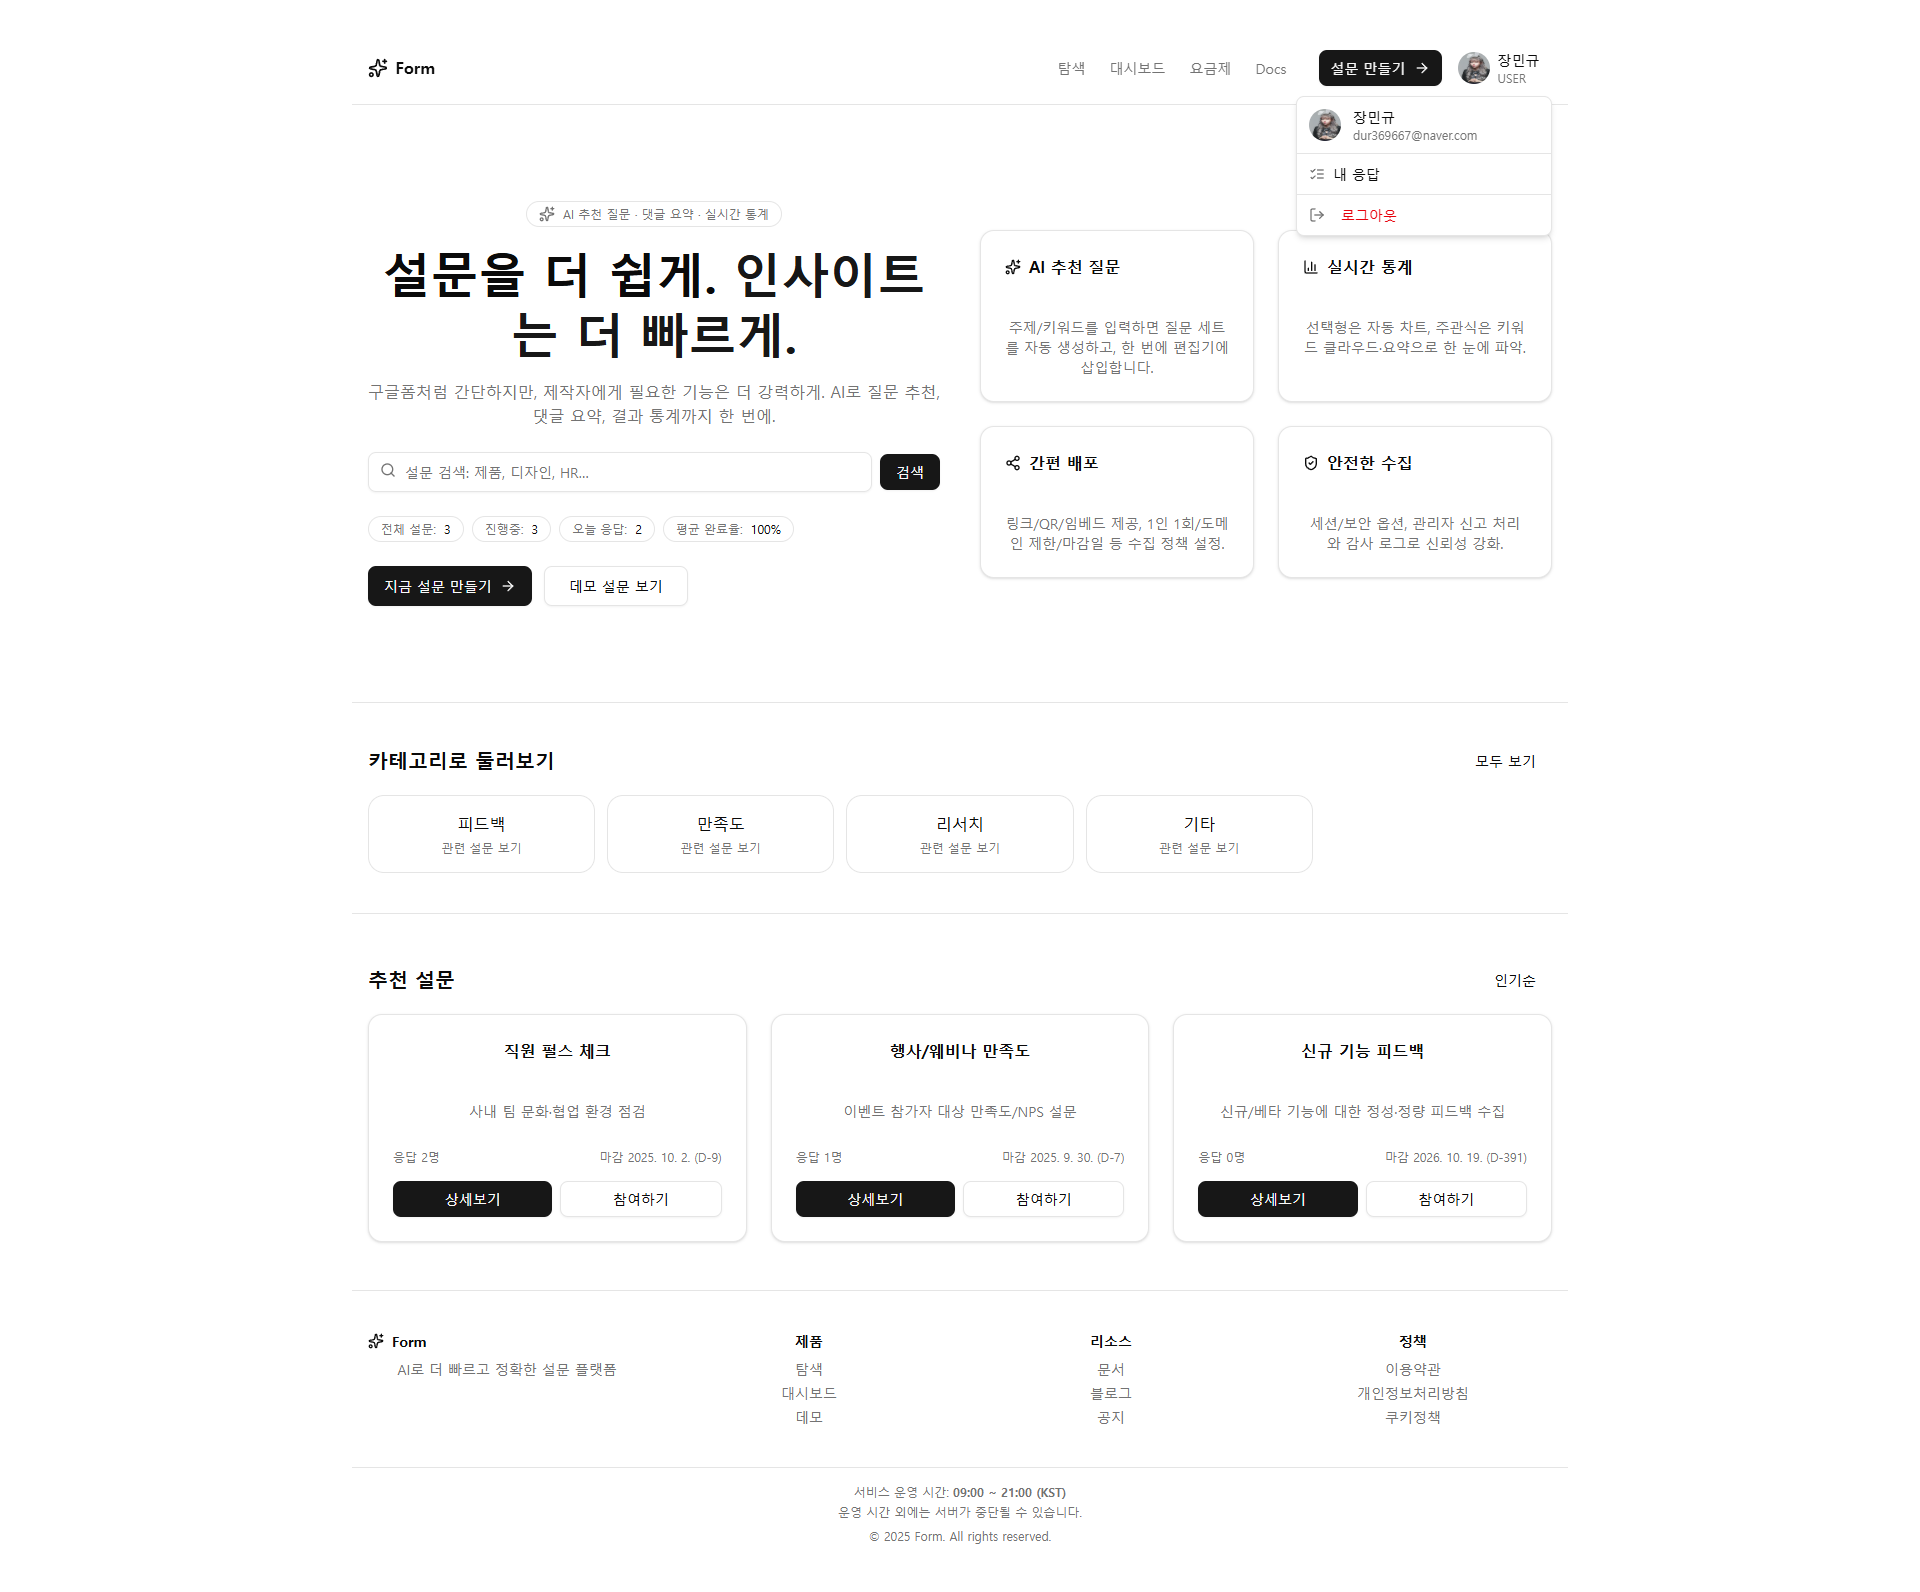 Form
탐색 대시보드 요금제 Docs 설문 만들기 장민규
USER
장민규
dur369667@naver.com
내 응답
로그아웃
AI 추천 질문 · 댓글 요약 · 실시간 통계
설문을 더 쉽게. 인사이트
는 더 빠르게.
구글폼처럼 간단하지만, 제작자에게 필요한 기능은 더 강력하게. AI로 질문 추천,
댓글 요약, 결과 통계까지 한 번에.
설문 검색: 제품, 디자인, HR... 검색
전체 설문: 3 진행중: 3 오늘 응답: 2 평균 완료율: 100%
지금 설문 만들기 데모 설문 보기
AI 추천 질문
주제/키워드를 입력하면 질문 세트
를 자동 생성하고, 한 번에 편집기에
삽입합니다.
실시간 통계
선택형은 자동 차트, 주관식은 키워
드 클라우드·요약으로 한 눈에 파악.
간편 배포
링크/QR/임베드 제공, 1인 1회/도메
인 제한/마감일 등 수집 정책 설정.
안전한 수집
세션/보안 옵션, 관리자 신고 처리
와 감사 로그로 신뢰성 강화.
카테고리로 둘러보기 모두 보기
피드백
관련 설문 보기
만족도
관련 설문 보기
리서치
관련 설문 보기
기타
관련 설문 보기
추천 설문 인기순
직원 펄스 체크
사내 팀 문화·협업 환경 점검
응답 2명 마감 2025. 10. 2. (D-9)
상세보기 참여하기
행사/웨비나 만족도
이벤트 참가자 대상 만족도/NPS 설문
응답 1명 마감 2025. 9. 30. (D-7)
상세보기 참여하기
신규 기능 피드백
신규/베타 기능에 대한 정성·정량 피드백 수집
응답 0명 마감 2026. 10. 19. (D-391)
상세보기 참여하기
Form
AI로 더 빠르고 정확한 설문 플랫폼
제품
탐색
대시보드
데모
리소스
문서
블로그
공지
정책
이용약관
개인정보처리방침
쿠키정책
서비스 운영 시간: 09:00 ~ 21:00 (KST)
운영 시간 외에는 서버가 중단될 수 있습니다.
© 2025 Form. All rights reserved.